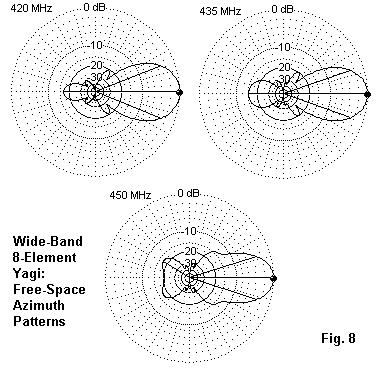 420 MHz
0 dB
-10
-20
-30
435 MHz
0 dB
-10
-20
-30
450 MHz
0 dB
-10
-20
-30
Wide-Band
8-Element
Yagi:
Free-Space
Azimuth
Patterns
Fig. 8